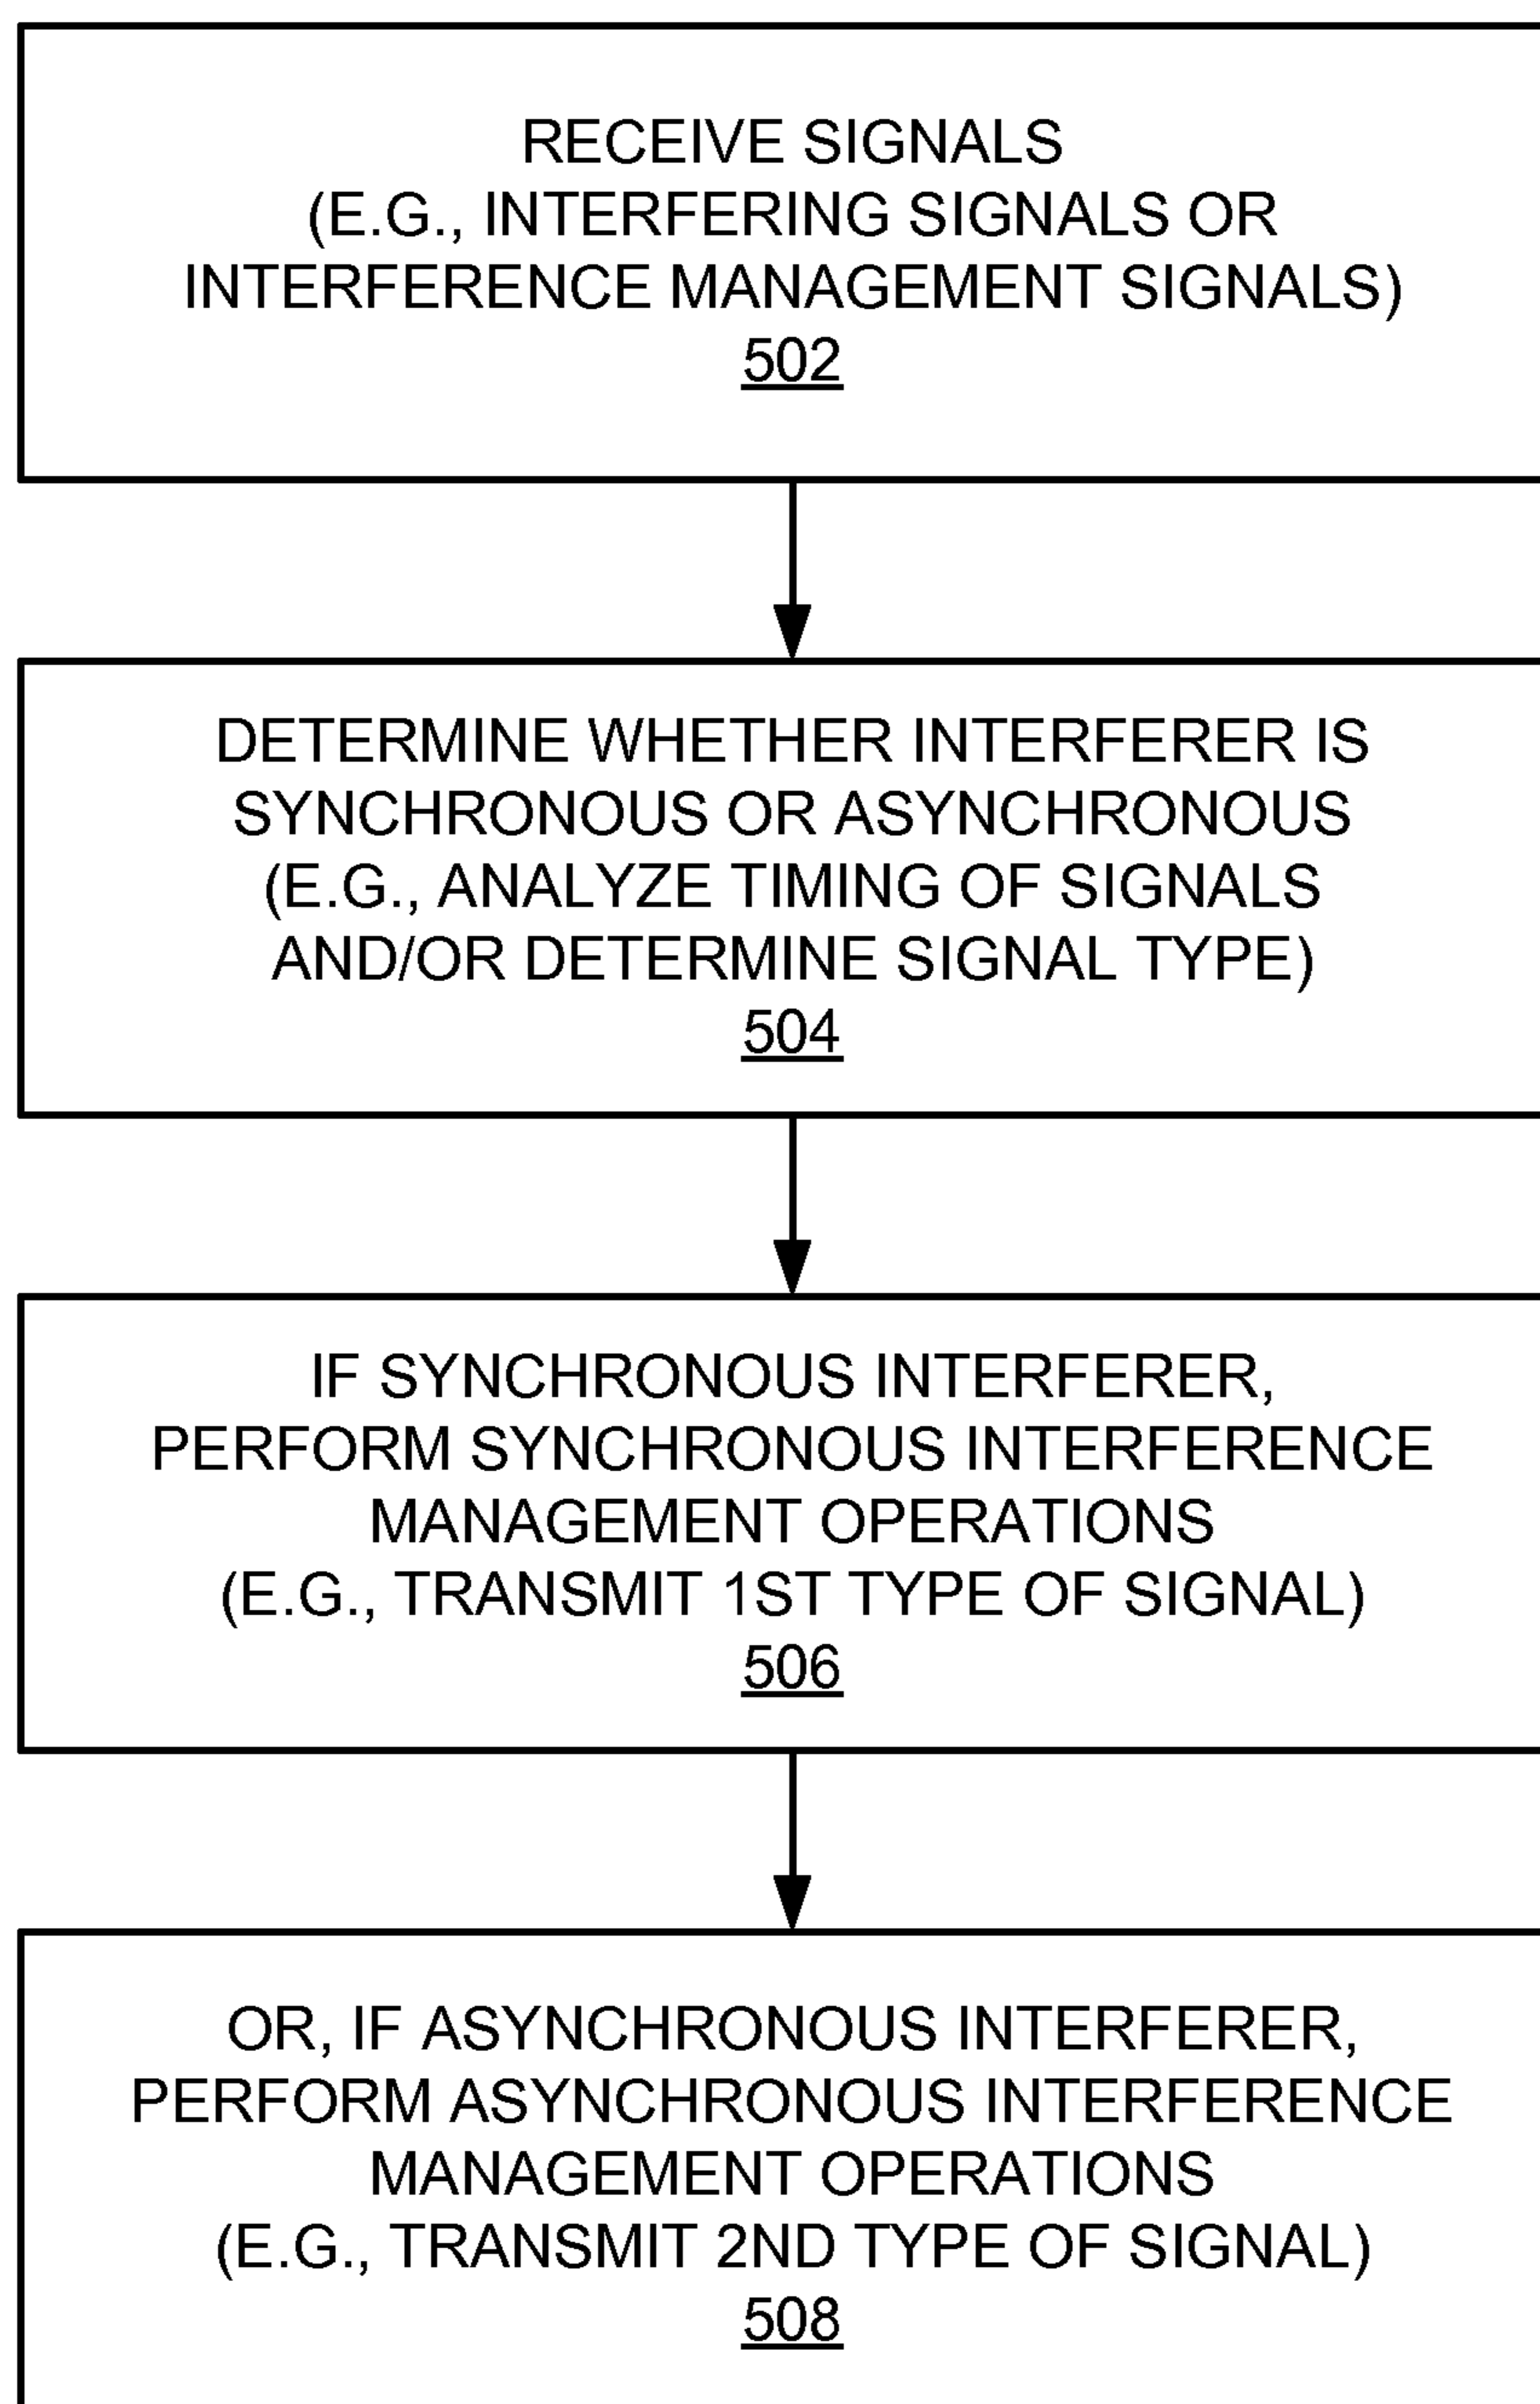 RECEIVE SIGNALS
(E.G., INTERFERING SIGNALS OR
INTERFERENCE MANAGEMENT SIGNALS)
502
DETERMINE WHETHER INTERFERER IS
SYNCHRONOUS OR ASYNCHRONOUS
(E.G., ANALYZE TIMING OF SIGNALS
AND/OR DETERMINE SIGNAL TYPE)
504
IF SYNCHRONOUS INTERFERER,
PERFORM SYNCHRONOUS INTERFERENCE
MANAGEMENT OPERATIONS
(E.G., TRANSMIT 1ST TYPE OF SIGNAL)
506
OR, IF ASYNCHRONOUS INTERFERER,
PERFORM ASYNCHRONOUS INTERFERENCE
MANAGEMENT OPERATIONS
(E.G., TRANSMIT 2ND TYPE OF SIGNAL)
508